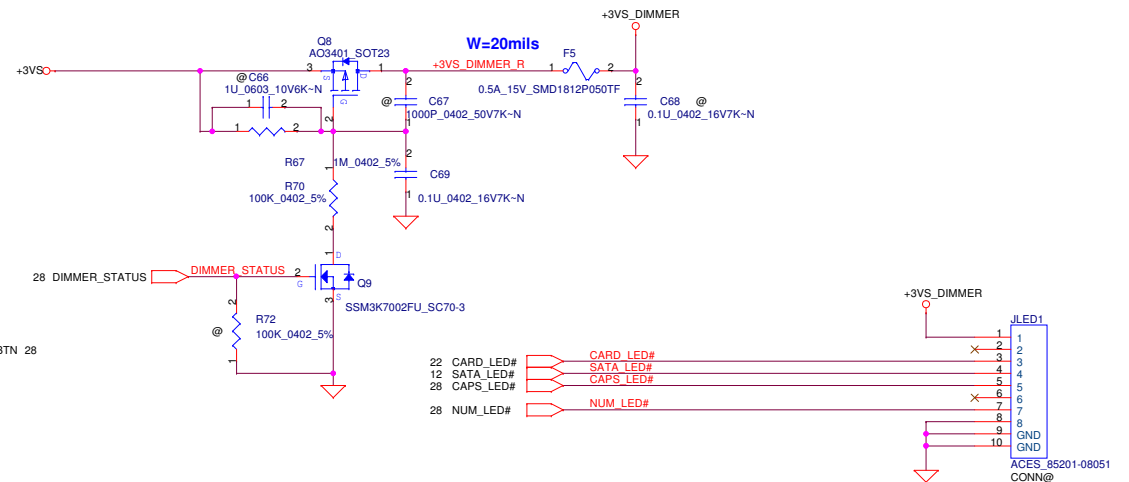 +3VS_DIMMER
Q8
AO3401_SOT23
W=20mils
F5
+3VS
3
S
D
1
+3VS_DIMMER_R
1
2
G
2
0.5A_15V_SMD1812P050TF
@
C66
1U_0603_10V6K~N
1
2
1
2
2
@
C67
1000P_0402_50V7K~N
1
2
C68
@
0.1U_0402_16V7K~N
1
R67
1M_0402_5%
1
2
C69
1
0.1U_0402_16V7K~N
R70
100K_0402_5%
2
1
D
28 DIMMER_STATUS
DIMMER_STATUS
2
G
Q9
3
S
SSM3K7002FU_SC70-3
2
@
R72
100K_0402_5%
1
BTN 28
+3VS_DIMMER
JLED1
1
1
2
2
22 CARD_LED#
CARD_LED#
3
3
12 SATA_LED#
SATA_LED#
4
4
28 CAPS_LED#
CAPS_LED#
5
5
6
6
28 NUM_LED#
NUM_LED#
7
7
8
8
9
GND
10
GND
ACES_85201-08051
CONN@